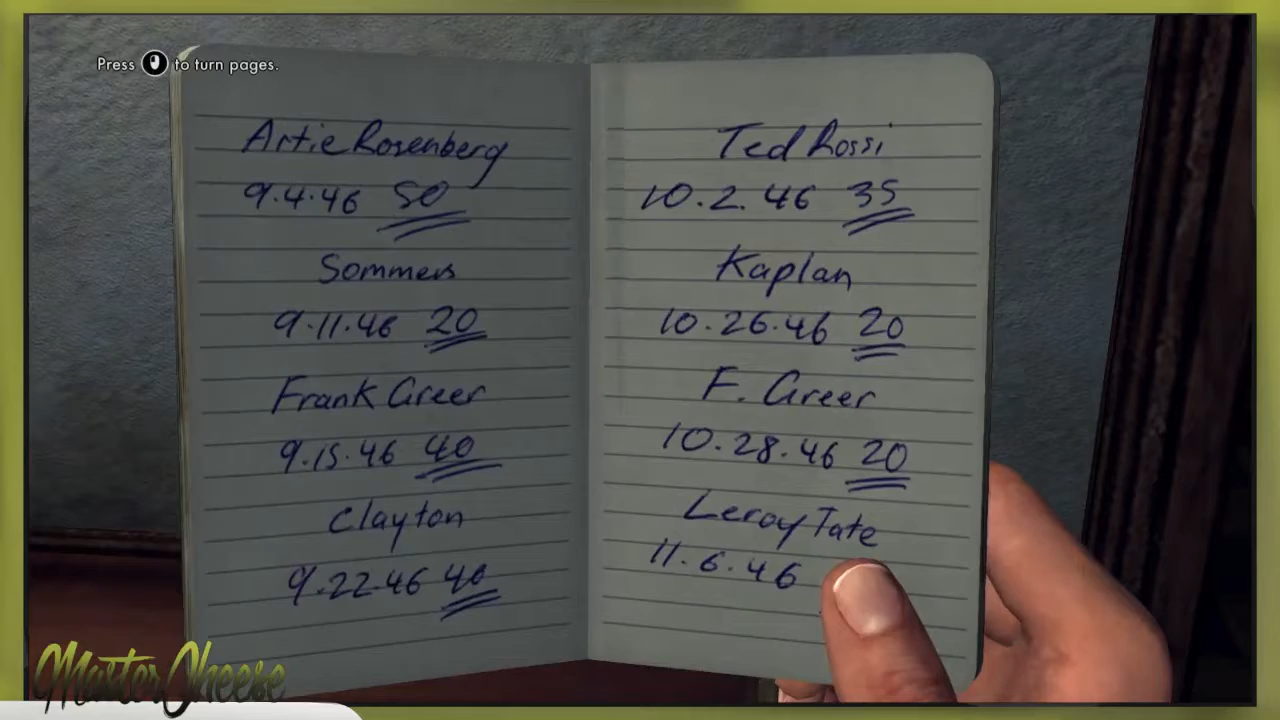 Press to turn pages.
Artie Rosenberg
9.4.46 50
Sommers
9.11.46 20
Frank Greer
9.15.46 40
Clayton
9.22.46 40
Ted Rossi
10.2.46 35
Kaplan
10.26.46 20
F. Greer
10.28.46 20
Leroy Tate
11.6.46
MasterCheese